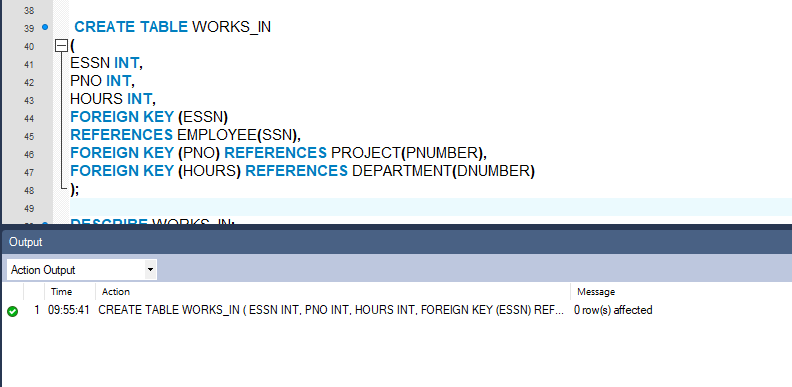 38
39 CREATE TABLE WORKS_IN
40 (
41 ESSN INT,
42 PNO INT,
43 HOURS INT,
44 FOREIGN KEY (ESSN)
45 REFERENCES EMPLOYEE(SSN),
46 FOREIGN KEY (PNO) REFERENCES PROJECT(PNUMBER),
47 FOREIGN KEY (HOURS) REFERENCES DEPARTMENT(DNUMBER)
48 );
49
DESCRIBE WORKS_IN;
Output
Action Output
Time Action Message
1 09:55:41 CREATE TABLE WORKS_IN ( ESSN INT, PNO INT, HOURS INT, FOREIGN KEY (ESSN) REF... 0 row(s) affected